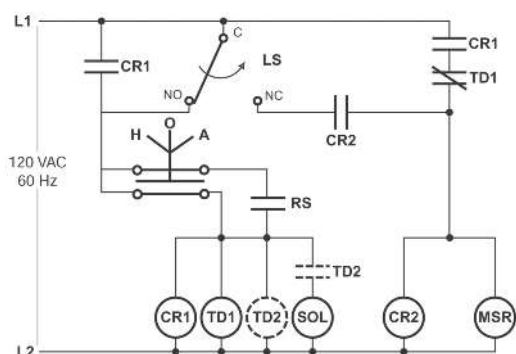 L1
C
CR1
LS
CR1
TD1
NO
NC
O
H
A
CR2
120 VAC
60 Hz
RS
TD2
CR1
TD1
TD2
SOL
CR2
MSR
L2